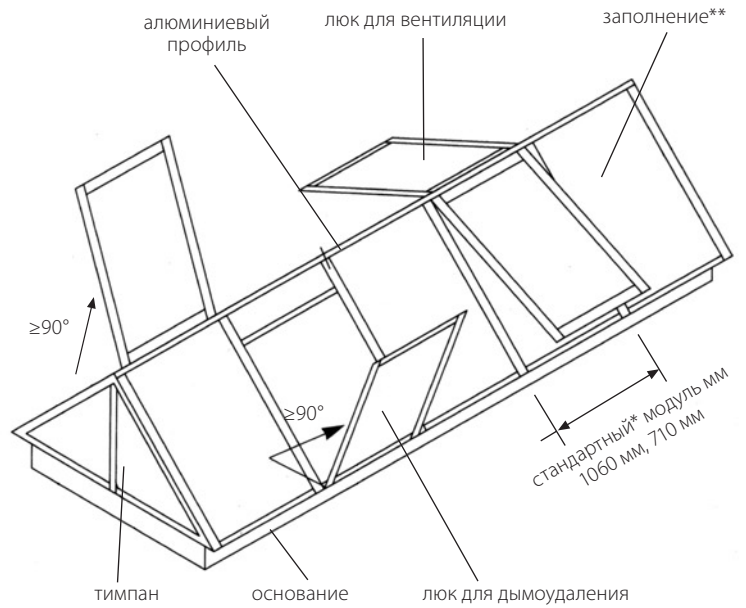 алюминиевый
профиль
люк для вентиляции
заполнение**
≥90°
≥90°
стандартный* модуль мм
1060 мм, 710 мм
тимпан
основание
люк для дымоудаления